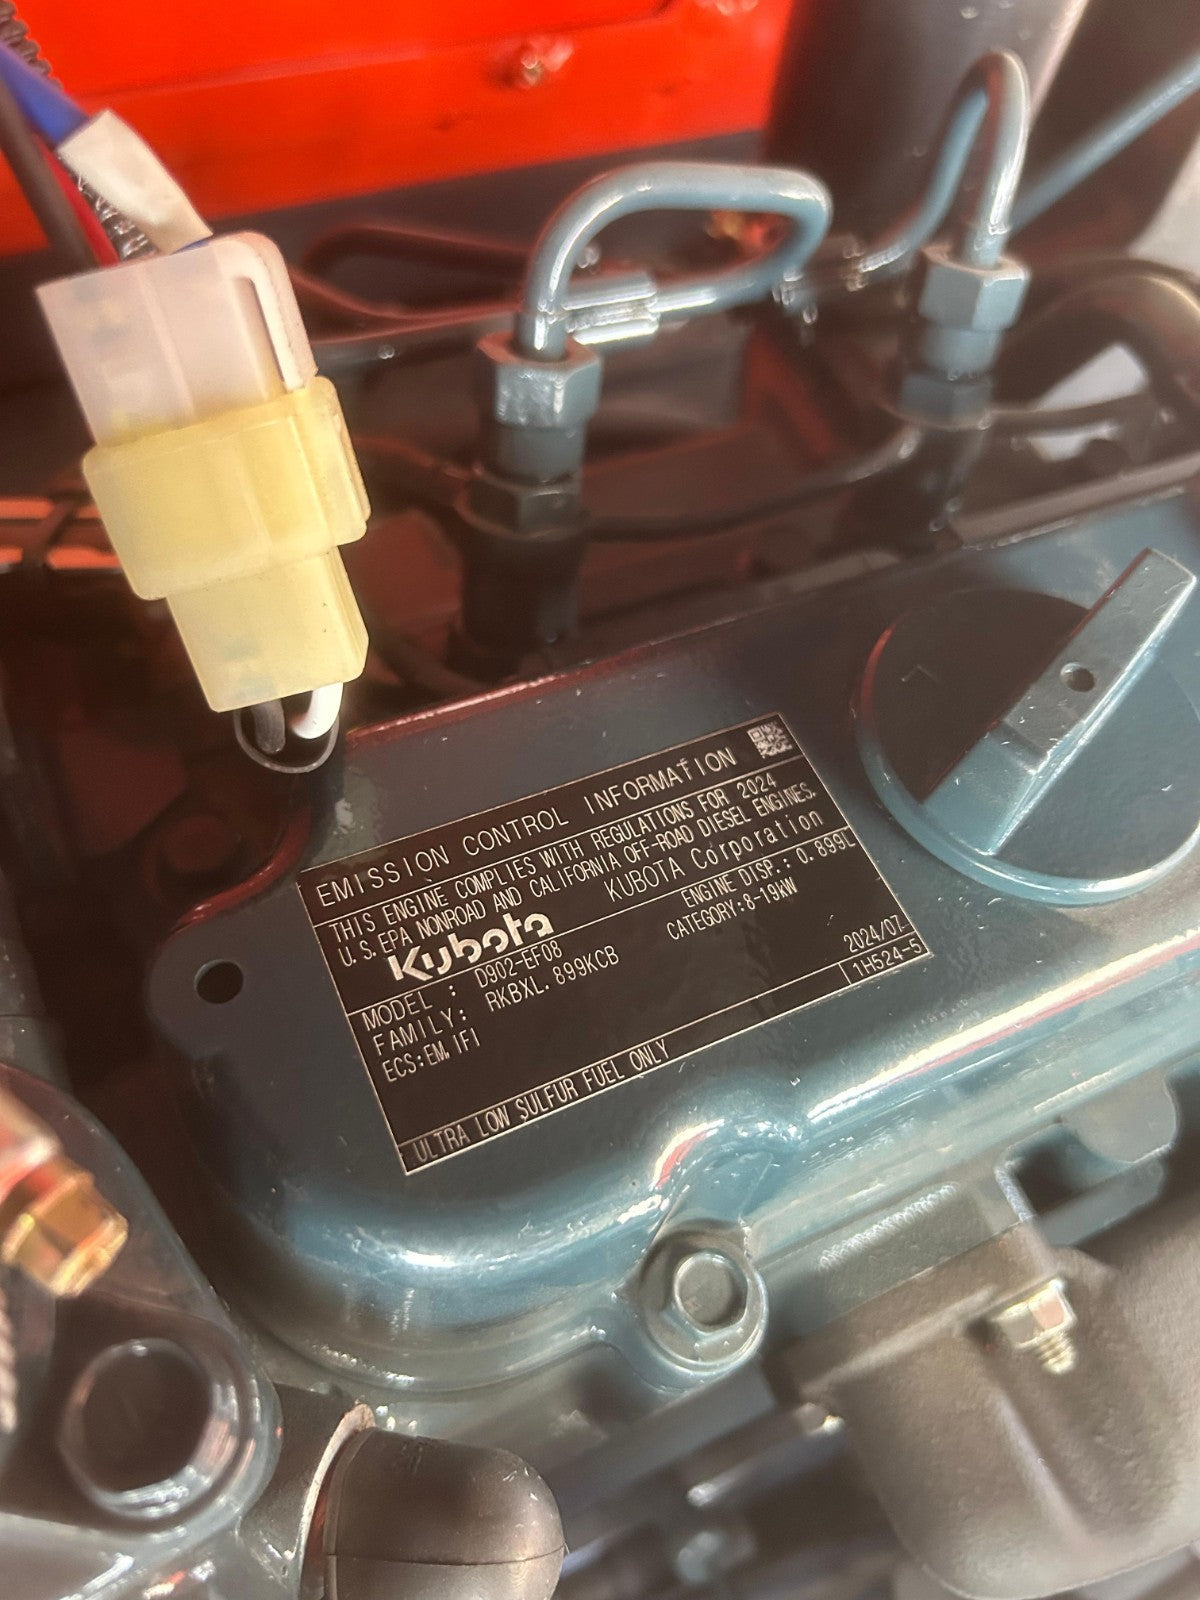 EMISSION CONTROL INFORMATION
THIS ENGINE COMPLIES WITH REGULATIONS FOR 2024
U.S. EPA NONROAD AND CALIFORNIA OFF-ROAD DIESEL ENGINES.
Kubota KUBOTA Corporation
MODEL : D902-EF08 ENGINE DISP.: 0.899L
FAMILY: RKBXL.899KCB CATEGORY:8-19kW
ECS:EM, IFI
2024/07
ULTRA LOW SULFUR FUEL ONLY 1H524-5